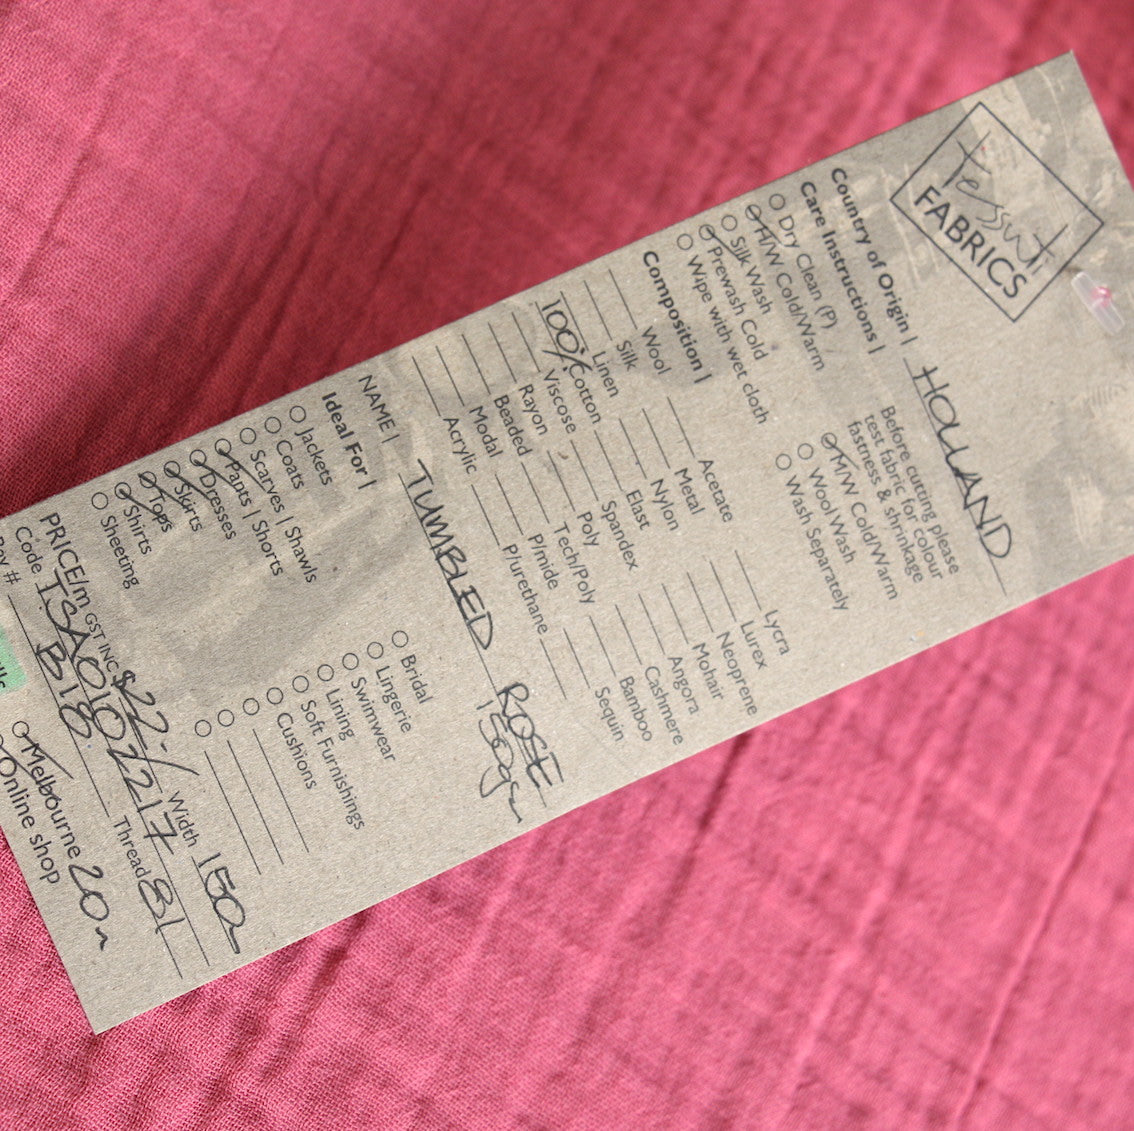 Tessuti
FABRICS
Country of Origin | HOLLAND
Care Instructions |
Before cutting please
test fabric for colour
fastness & shrinkage
Dry Clean (P)
H/W Cold/Warm
Silk Wash
Prewash Cold
Wipe with wet cloth
M/W Cold/Warm
Wool Wash
Wash Separately
Composition |
Wool
Silk
Linen
100% Cotton
Viscose
Rayon
Beaded
Modal
Acrylic
Acetate
Metal
Nylon
Elast
Spandex
Poly
Tech/Poly
P/mide
P/urethane
Lycra
Lurex
Neoprene
Mohair
Angora
Cashmere
Bamboo
Sequin
NAME | TUMBLED ROSE
150gsm
Ideal For |
Jackets
Coats
Scarves | Shawls
Pants | Shorts
Dresses
Skirts
Tops
Shirts
Sheeting
Bridal
Lingerie
Swimwear
Lining
Soft Furnishings
Cushions
PRICE/m GST INC $22.- Width 150
Code TSA0102217
# B18 Thread 81
Melbourne 20m
Online shop